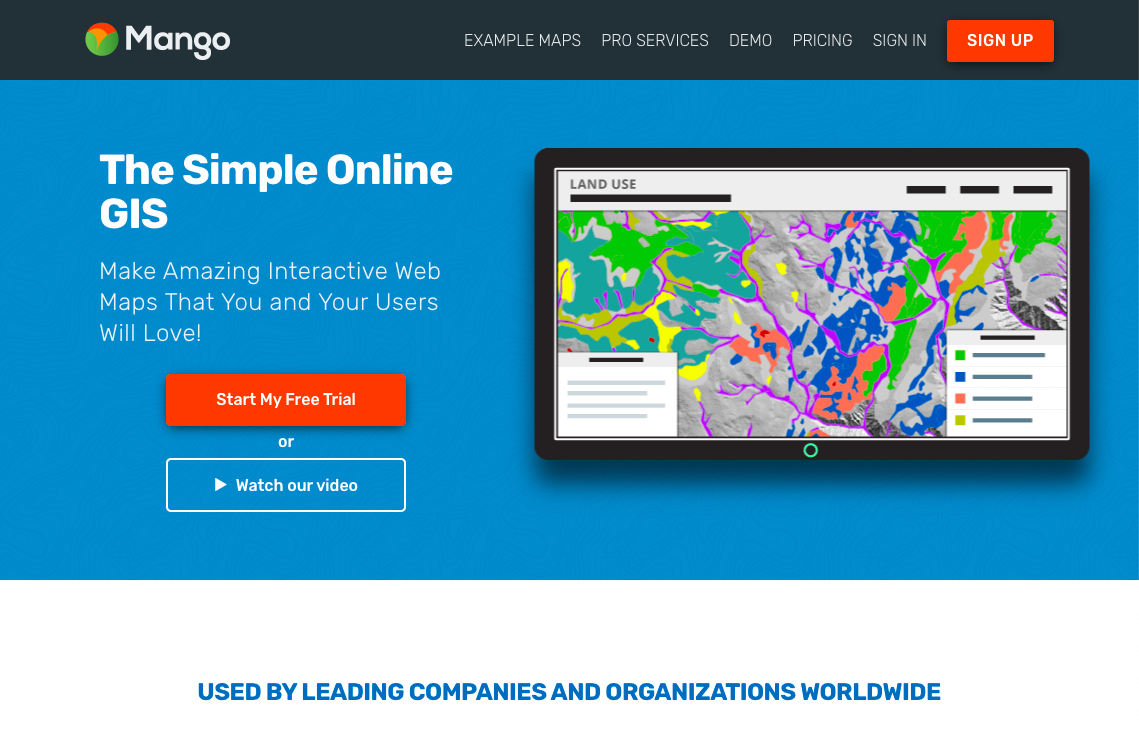 Mango
EXAMPLE MAPS
PRO SERVICES
DEMO
PRICING
SIGN IN
SIGN UP
The Simple Online
GIS
Make Amazing Interactive Web
Maps That You and Your Users
Will Love!
Start My Free Trial
or
Watch our video
LAND USE
USED BY LEADING COMPANIES AND ORGANIZATIONS WORLDWIDE